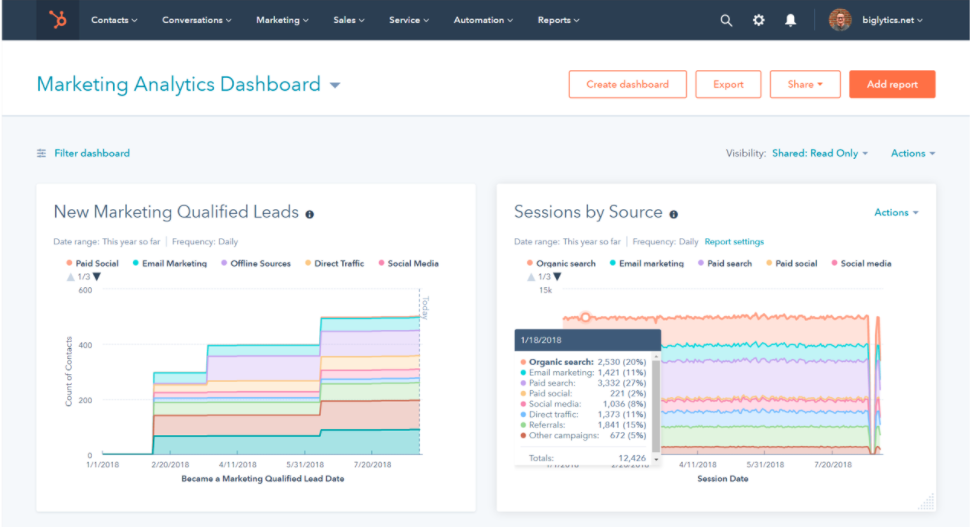 Contacts Conversations Marketing Sales Service Automation Reports biglytics.net
Marketing Analytics Dashboard
Create dashboard Export Share Add report
Filter dashboard
Visibility: Shared: Read Only Actions
New Marketing Qualified Leads
Date range: This year so far | Frequency: Daily
Paid Social Email Marketing Offline Sources Direct Traffic Social Media
1/3
600
400
200
0
Count of Contacts
Today
1/1/2018 2/20/2018 4/11/2018 5/31/2018 7/20/2018
Became a Marketing Qualified Lead Date
Sessions by Source
Actions
Date range: This year so far | Frequency: Daily Report settings
Organic search Email marketing Paid search Paid social Social media
1/3
15k
1/18/2018
Organic search: 2,530 (20%)
Email marketing: 1,421 (11%)
Paid search: 3,332 (27%)
Paid social: 221 (2%)
Social media: 1,036 (8%)
Direct traffic: 1,373 (11%)
Referrals: 1,841 (15%)
Other campaigns: 672 (5%)
Totals: 12,426
4/11/2018 5/31/2018 7/20/2018
Session Date